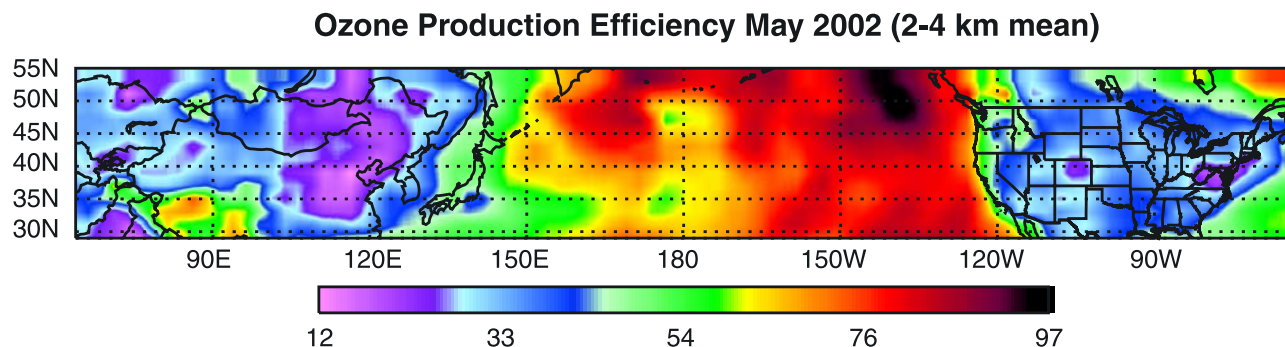 Ozone Production Efficiency May 2002 (2-4 km mean)
55N
50N
45N
40N
35N
30N
90E 120E 150E 180 150W 120W 90W
12 33 54 76 97